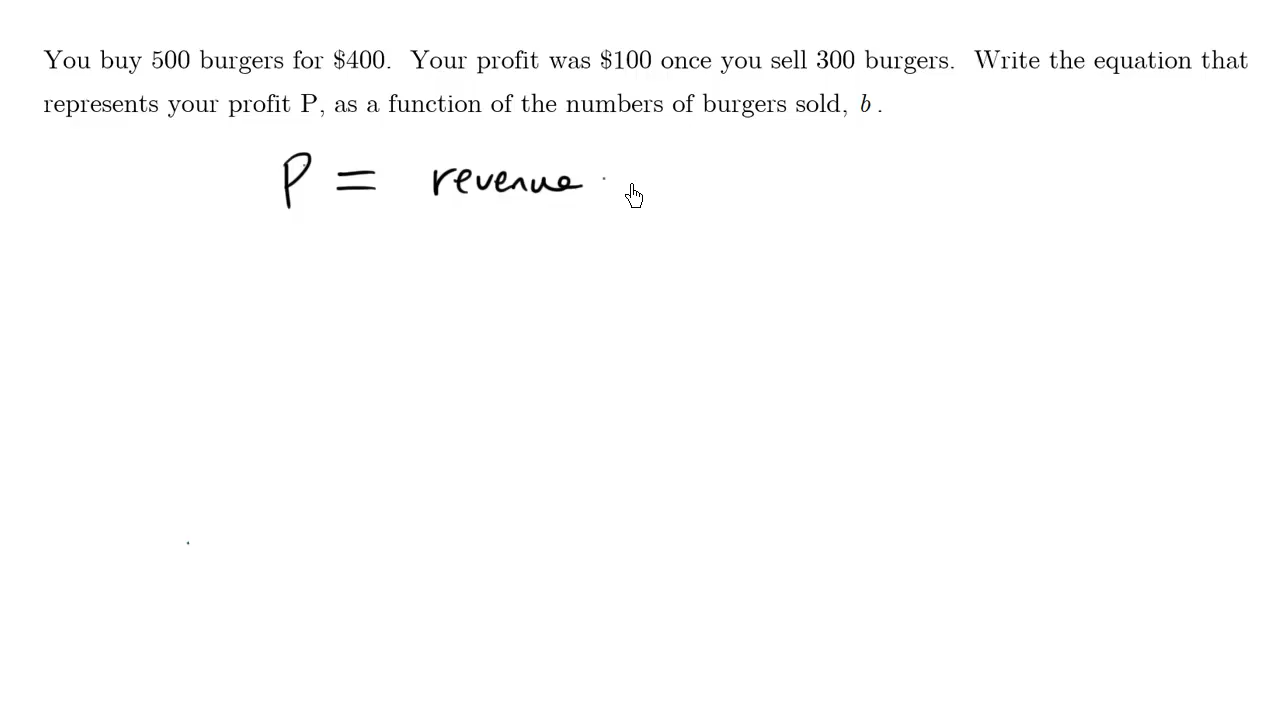 You buy 500 burgers for $400. Your profit was $100 once you sell 300 burgers. Write the equation that
represents your profit P, as a function of the numbers of burgers sold, b .
P = revenue